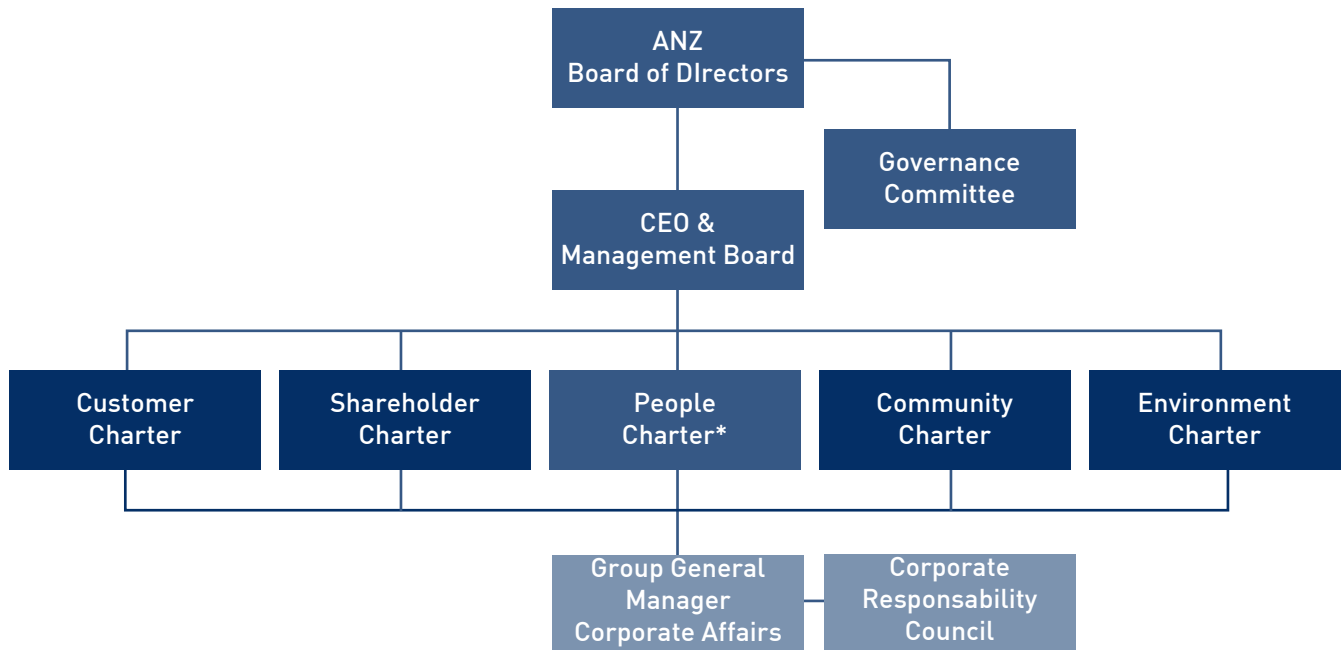 ANZ
Board of DIrectors
Governance
Committee
CEO &
Management Board
Customer
Charter
Shareholder
Charter
People
Charter*
Community
Charter
Environment
Charter
Group General
Manager
Corporate Affairs
Corporate
Responsability
Council